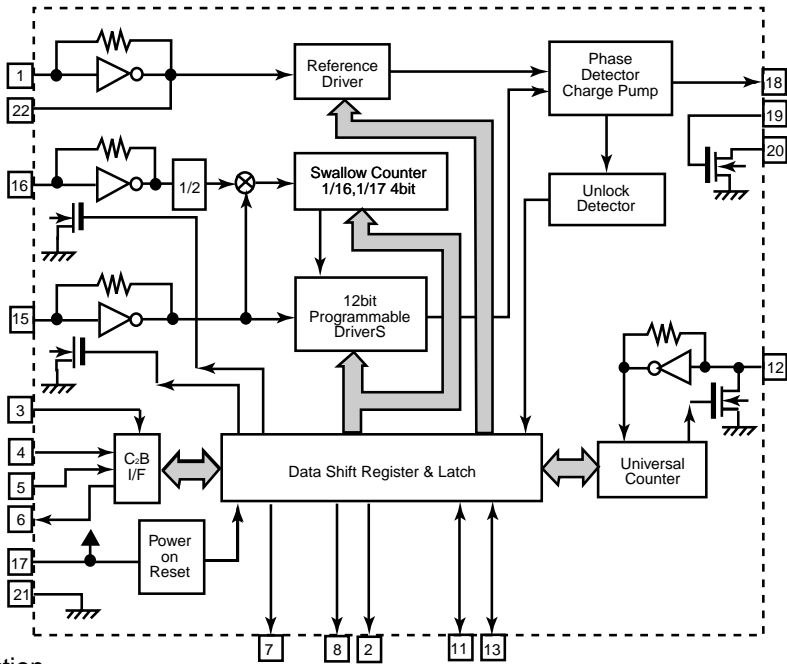 1
22
16
15
3
4
5
6
17
21
Reference
Driver
Phase
Detector
Charge Pump
18
19
20
1/2
Swallow Counter
1/16,1/17 4bit
Unlock
Detector
12bit
Programmable
DriverS
12
C2B
I/F
Data Shift Register & Latch
Universal
Counter
Power
on
Reset
7
8
2
11
13